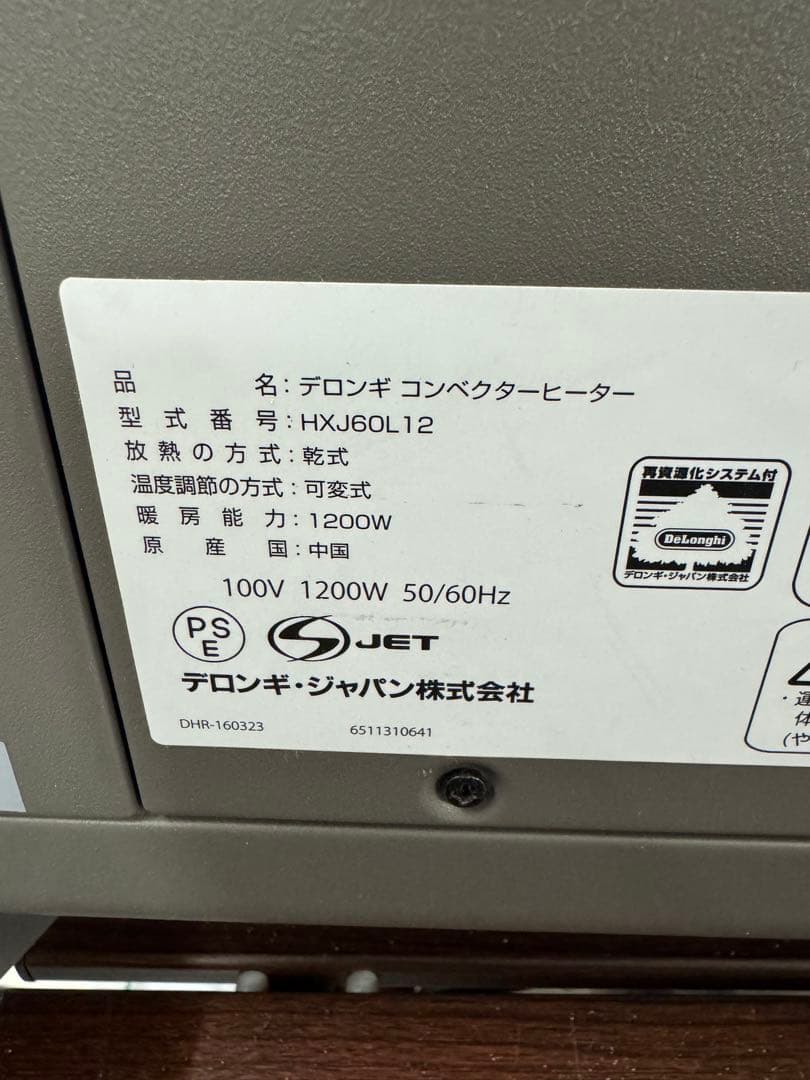 品名：デロンギ コンベクターヒーター
型式番号：HXJ60L12
放熱の方式：乾式
温度調節の方式：可変式
暖房能力：1200W
原産国：中国
100V 1200W 50/60Hz
PSE
JET
デロンギ・ジャパン株式会社
DHR-160323 6511310641
再資源化システム付
DeLonghi
デロンギ・ジャパン株式会社
・運
体
(や